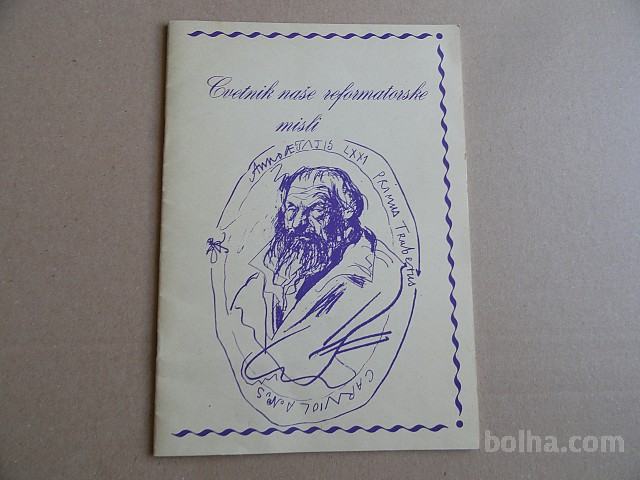 Cvetnik naše reformatorske
misli
Anno ÆTATIS LXXI PRIMUS TRUBERUS
CARNIOLANUS
bolha.com